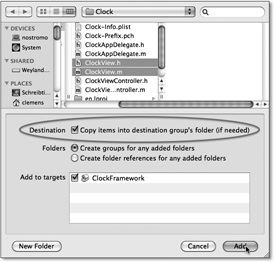 Clock
DEVICES
nostromo
System
SHARED
Weyland...
PLACES
Schreibti...
clemens
Clock-Info.plist
Clock-Prefix.pch
ClockAppDelegate.h
ClockAppDelegate.m
ClockView.h
ClockView.m
ClockViewController.h
ClockVie...ntroller.m
en.lproj
Destination Copy items into destination group's folder (if needed)
Folders Create groups for any added folders
Create folder references for any added folders
Add to targets ClockFramework
New Folder Cancel Add